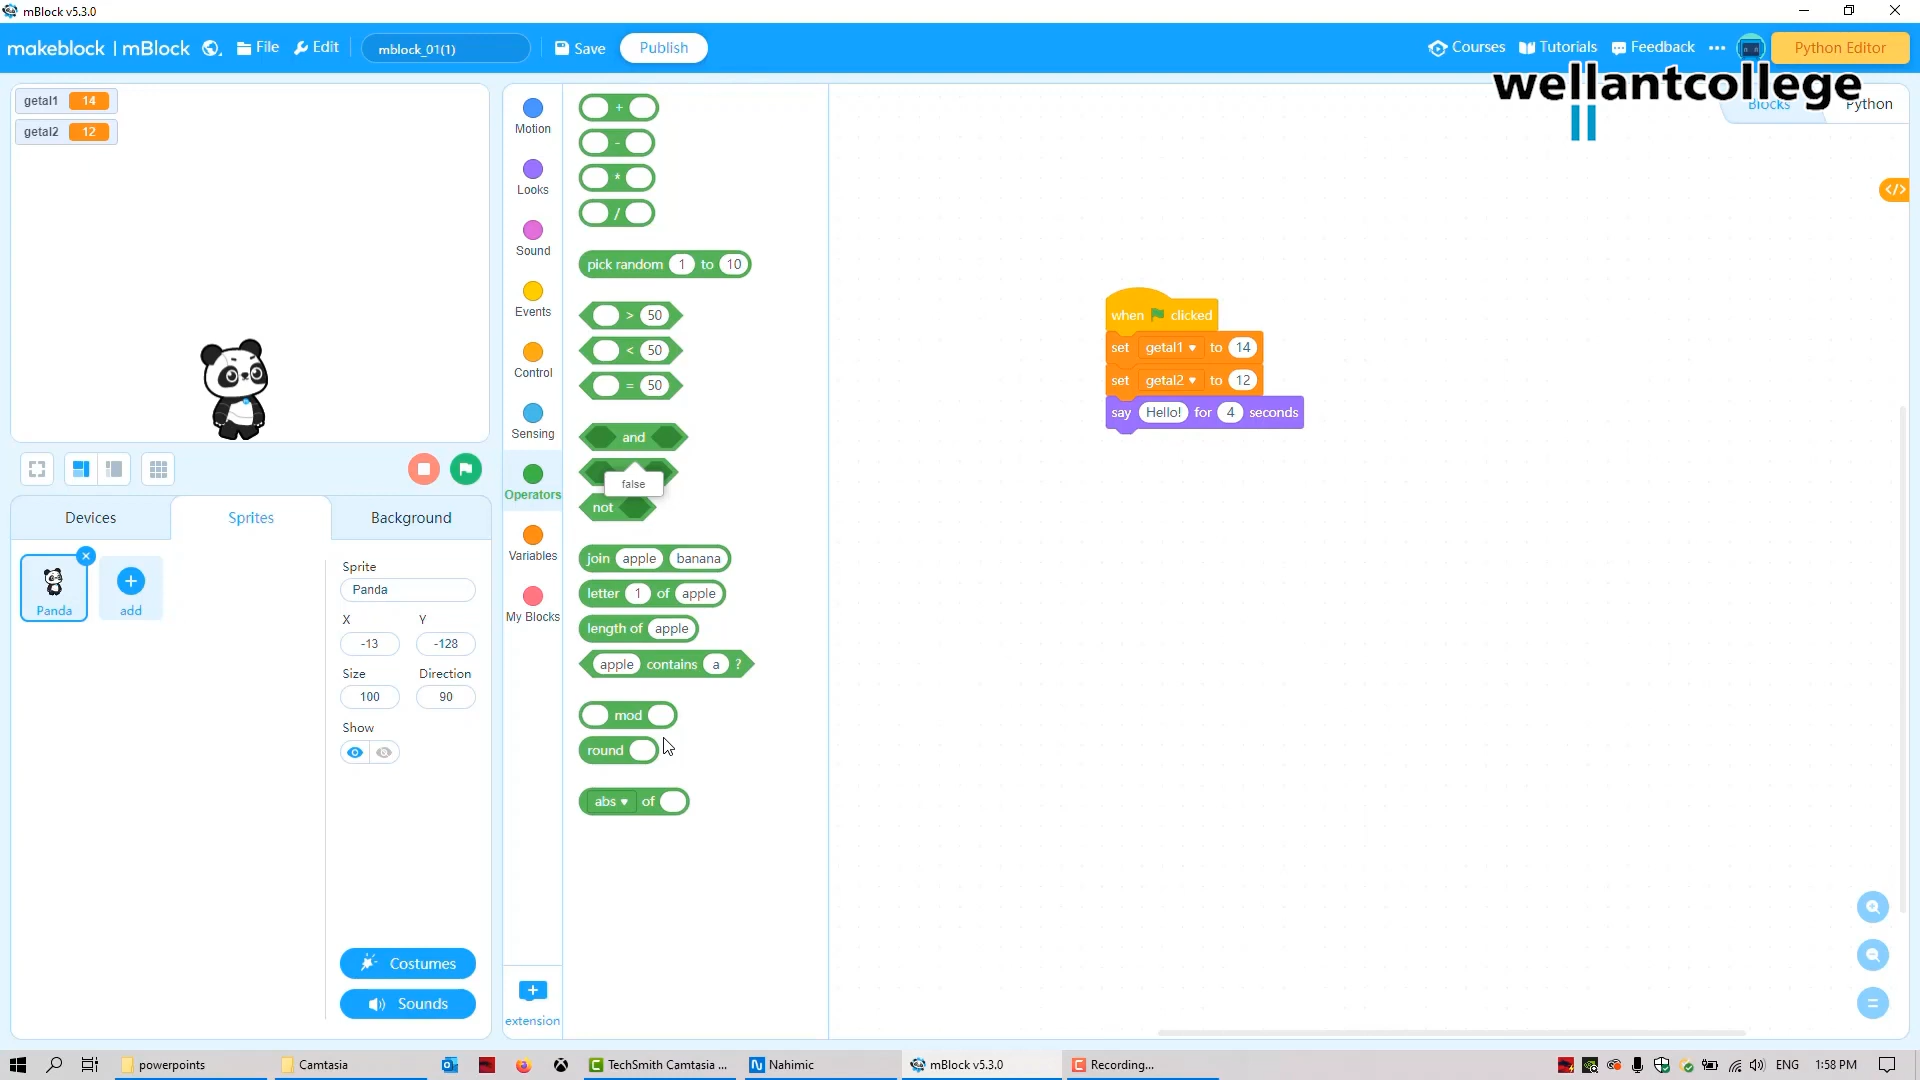 mBlock v5.3.0
makeblock | mBlock File Edit mblock_01(1) Save Publish Courses Tutorials Feedback Python Editor
wellantcollege
Blocks Python
getal1 14
getal2 12
Motion
Looks
Sound
Events
Control
Sensing
Operators
Variables
My Blocks
extension
+
-
*
/
pick random 1 to 10
> 50
< 50
= 50
and
false
not
join apple banana
letter 1 of apple
length of apple
apple contains a ?
mod
round
abs of
when clicked
set getal1 to 14
set getal2 to 12
say Hello! for 4 seconds
Devices Sprites Background
Panda
add
Sprite
Panda
X Y
-13 -128
Size Direction
100 90
Show
Costumes
Sounds
powerpoints Camtasia TechSmith Camtasia ... Nahimic mBlock v5.3.0 Recording... ENG 1:58 PM